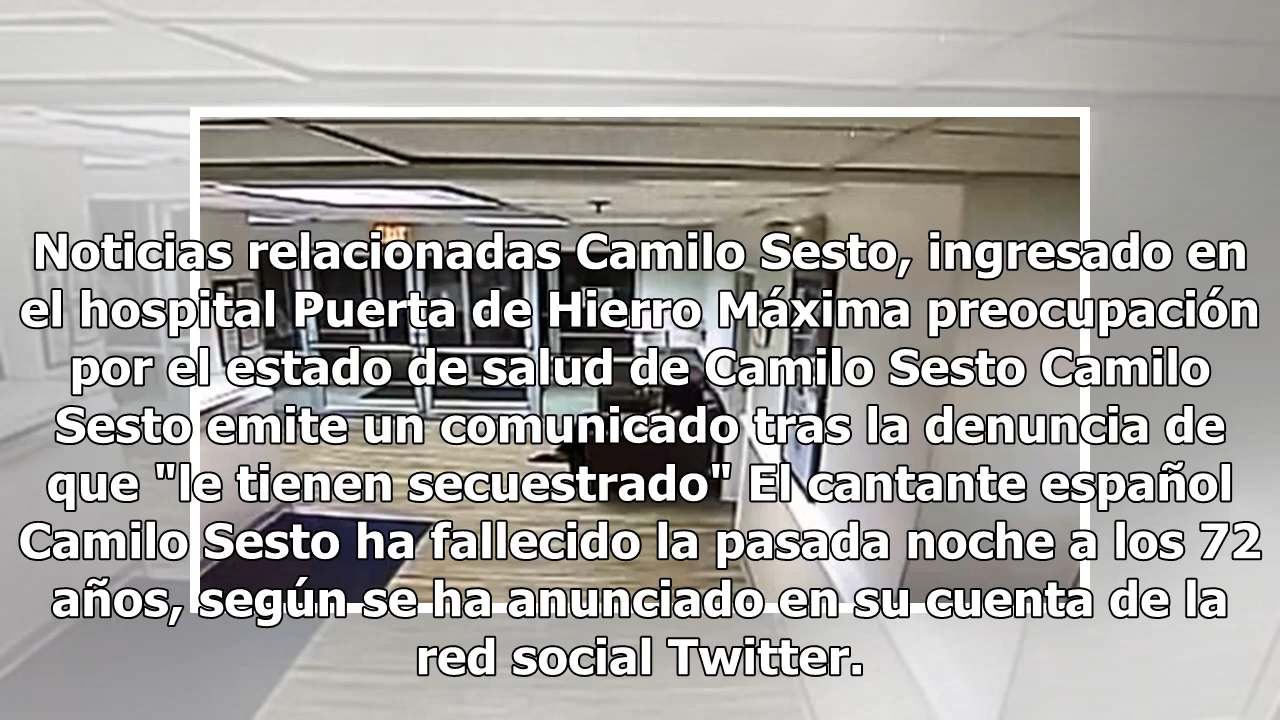 Noticias relacionadas Camilo Sesto, ingresado en
el hospital Puerta de Hierro Máxima preocupación
por el estado de salud de Camilo Sesto Camilo
Sesto emite un comunicado tras la denuncia de
que "le tienen secuestrado" El cantante español
Camilo Sesto ha fallecido la pasada noche a los 72
años, según se ha anunciado en su cuenta de la
red social Twitter.